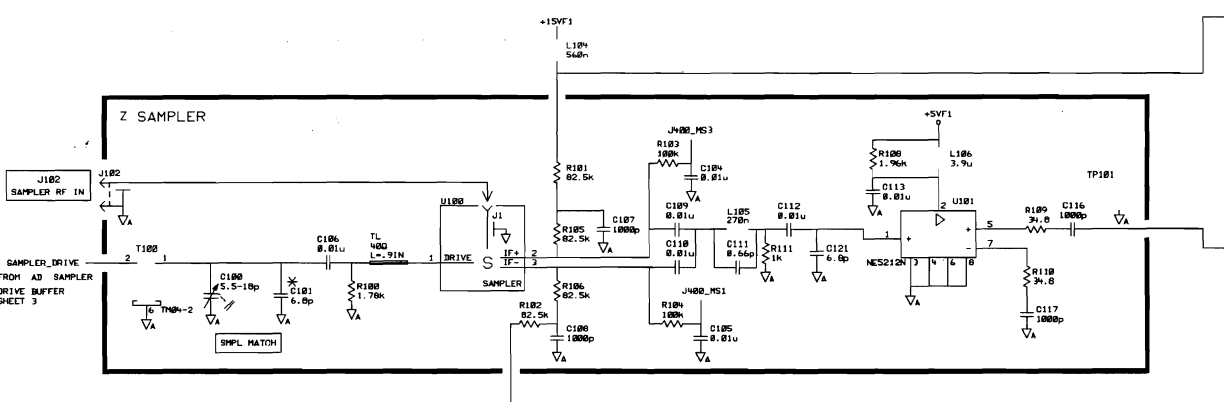 +15VF1
L104
560n
Z SAMPLER
J102
SAMPLER RF IN
J102
A
SAMPLER_DRIVE
FROM AD SAMPLER
DRIVE BUFFER
SHEET 3
T100
2
1
6
TM04-2
A
C100
5.5-18p
A
SMPL MATCH
C101
6.8p
A
C106
0.01u
R100
1.78k
A
TL
40Ω
L=.9IN
U100
J1
1
DRIVE
S
IF+
IF-
2
3
SAMPLER
R101
82.5k
R105
82.5k
C107
1000p
A
R106
82.5k
R102
82.5k
C108
1000p
A
J400_MS3
R103
100k
C104
0.01u
A
C109
0.01u
C110
0.01u
L105
270n
C111
0.66p
C112
0.01u
R111
1k
A
C121
6.8p
A
J400_MS1
R104
100k
C105
0.01u
A
+5VF1
R108
1.96k
L106
3.9u
C113
0.01u
A
U101
2
1
+
+
-
5
7
NE5212N
3
4
6
8
A
R109
34.8
C116
1000p
TP101
A
R110
34.8
C117
1000p
A